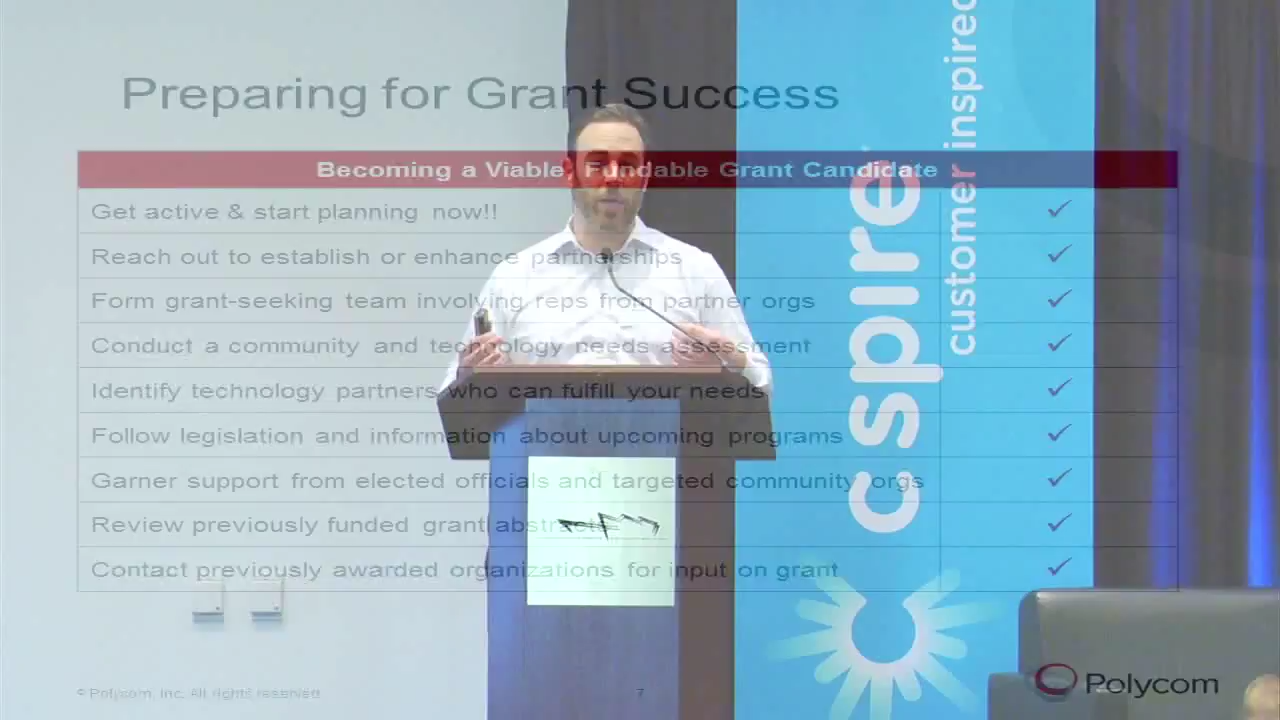 Preparing for Grant Success
Becoming a Viable, Fundable Grant Candidate
Get active & start planning now!!
Reach out to establish or enhance partnerships
Form grant-seeking team involving reps from partner orgs
Conduct a community and technology needs assessment
Identify technology partners who can fulfill your needs
Follow legislation and information about upcoming programs
Garner support from elected officials and targeted community orgs
Review previously funded grant abstracts
Contact previously awarded organizations for input on grant
© Polycom, Inc. All rights reserved.
7
Polycom
cspire
customer inspired